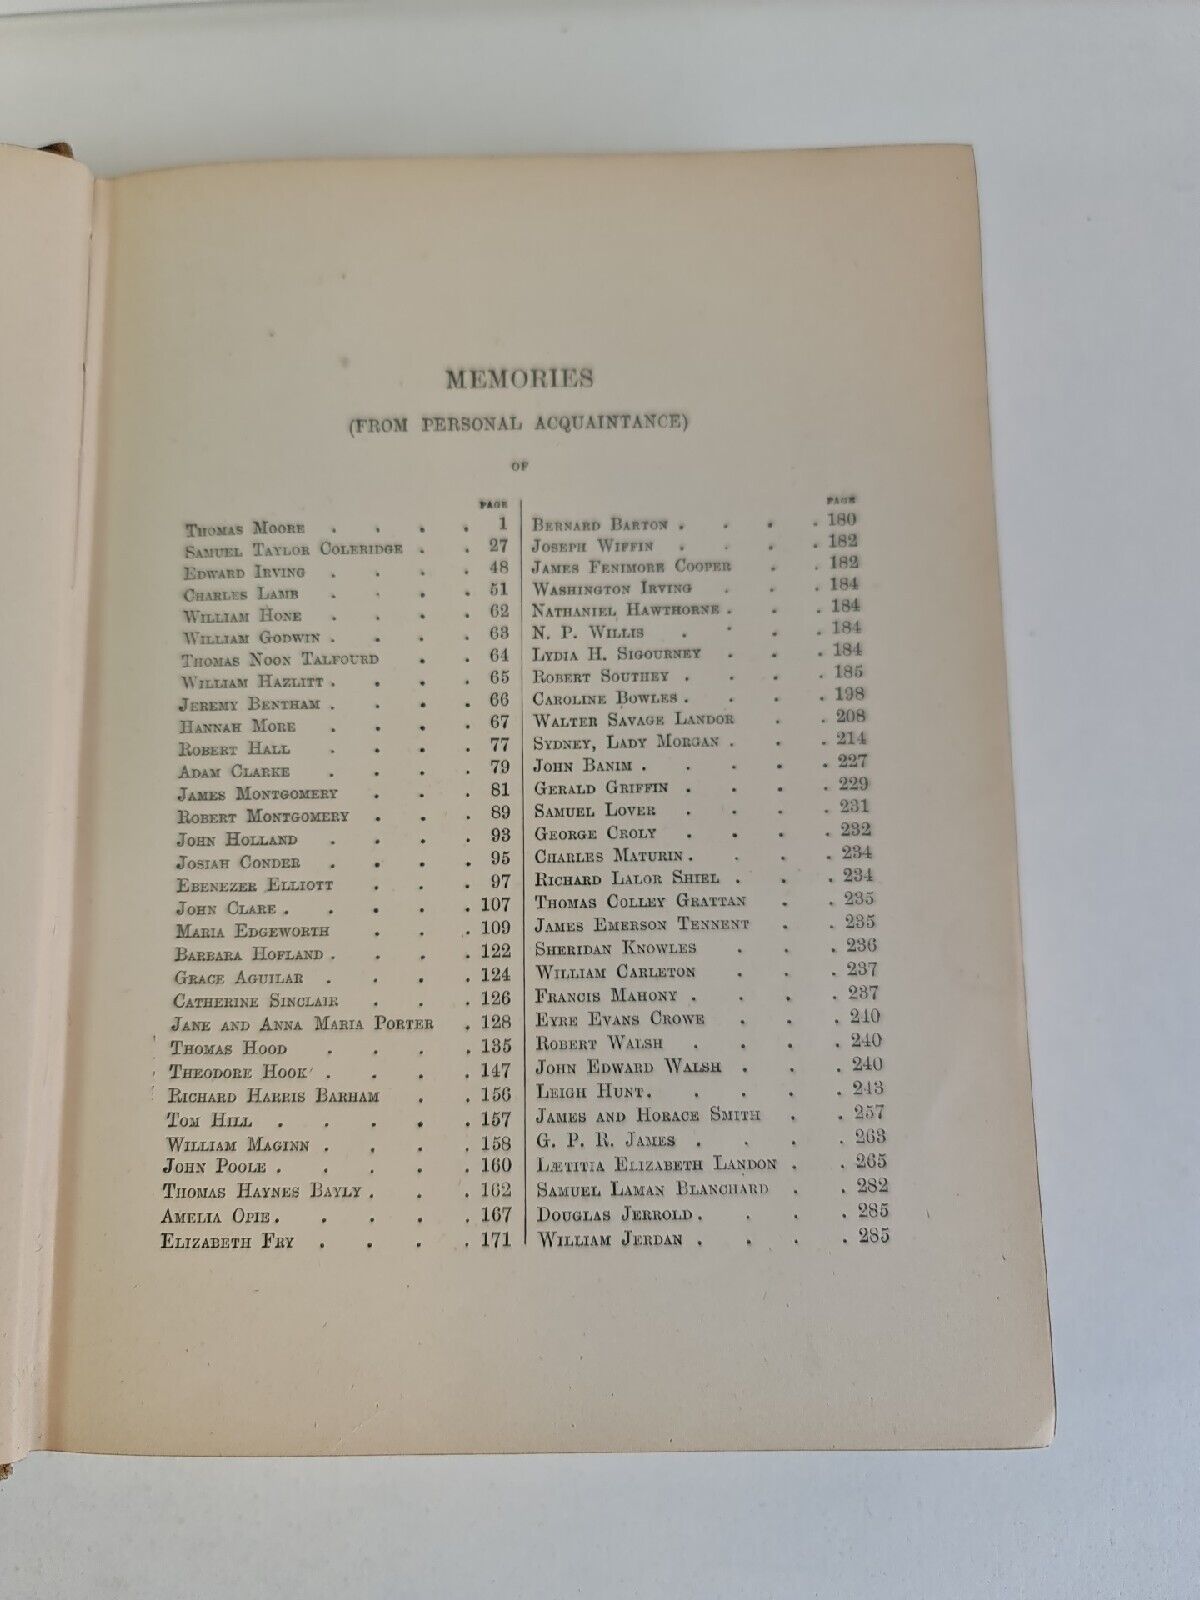 MEMORIES
(FROM PERSONAL ACQUAINTANCE)
OF
PAGE
THOMAS MOORE . . . . 1
SAMUEL TAYLOR COLERIDGE . . 27
EDWARD IRVING . . . . 48
CHARLES LAMB . . . . 51
WILLIAM HONE . . . . 62
WILLIAM GODWIN . . . . 63
THOMAS NOON TALFOURD . . 64
WILLIAM HAZLITT . . . . 65
JEREMY BENTHAM . . . . 66
HANNAH MORE . . . . 67
ROBERT HALL . . . . 77
ADAM CLARKE . . . . 79
JAMES MONTGOMERY . . . 81
ROBERT MONTGOMERY . . . 89
JOHN HOLLAND . . . . 93
JOSIAH CONDER . . . . 95
EBENEZER ELLIOTT . . . 97
JOHN CLARE . . . . . 107
MARIA EDGEWORTH . . . 109
BARBARA HOFLAND . . . . 122
GRACE AGUILAR . . . . 124
CATHERINE SINCLAIR . . . 126
JANE AND ANNA MARIA PORTER . 128
THOMAS HOOD . . . . 135
THEODORE HOOK . . . . 147
RICHARD HARRIS BARHAM . . 156
TOM HILL . . . . . 157
WILLIAM MAGINN . . . . 158
JOHN POOLE . . . . . 160
THOMAS HAYNES BAYLY . . . 162
AMELIA OPIE . . . . . 167
ELIZABETH FRY . . . . 171
PAGE
BERNARD BARTON . . . . 180
JOSEPH WIFFIN . . . . 182
JAMES FENIMORE COOPER . . 182
WASHINGTON IRVING . . . 184
NATHANIEL HAWTHORNE . . . 184
N. P. WILLIS . . . . 184
LYDIA H. SIGOURNEY . . . 184
ROBERT SOUTHEY . . . . 185
CAROLINE BOWLES . . . . 198
WALTER SAVAGE LANDOR . . 208
SYDNEY, LADY MORGAN . . . 214
JOHN BANIM . . . . . 227
GERALD GRIFFIN . . . . 229
SAMUEL LOVER . . . . 231
GEORGE CROLY . . . . 232
CHARLES MATURIN . . . . 234
RICHARD LALOR SHIEL . . . 234
THOMAS COLLEY GRATTAN . . 235
JAMES EMERSON TENNENT . . 235
SHERIDAN KNOWLES . . . 236
WILLIAM CARLETON . . . 237
FRANCIS MAHONY . . . . 237
EYRE EVANS CROWE . . . 240
ROBERT WALSH . . . . 240
JOHN EDWARD WALSH . . . 240
LEIGH HUNT . . . . . 243
JAMES AND HORACE SMITH . . 257
G. P. R. JAMES . . . . 263
LÆTITIA ELIZABETH LANDON . . 265
SAMUEL LAMAN BLANCHARD . . 282
DOUGLAS JERROLD . . . . 285
WILLIAM JERDAN . . . . 285